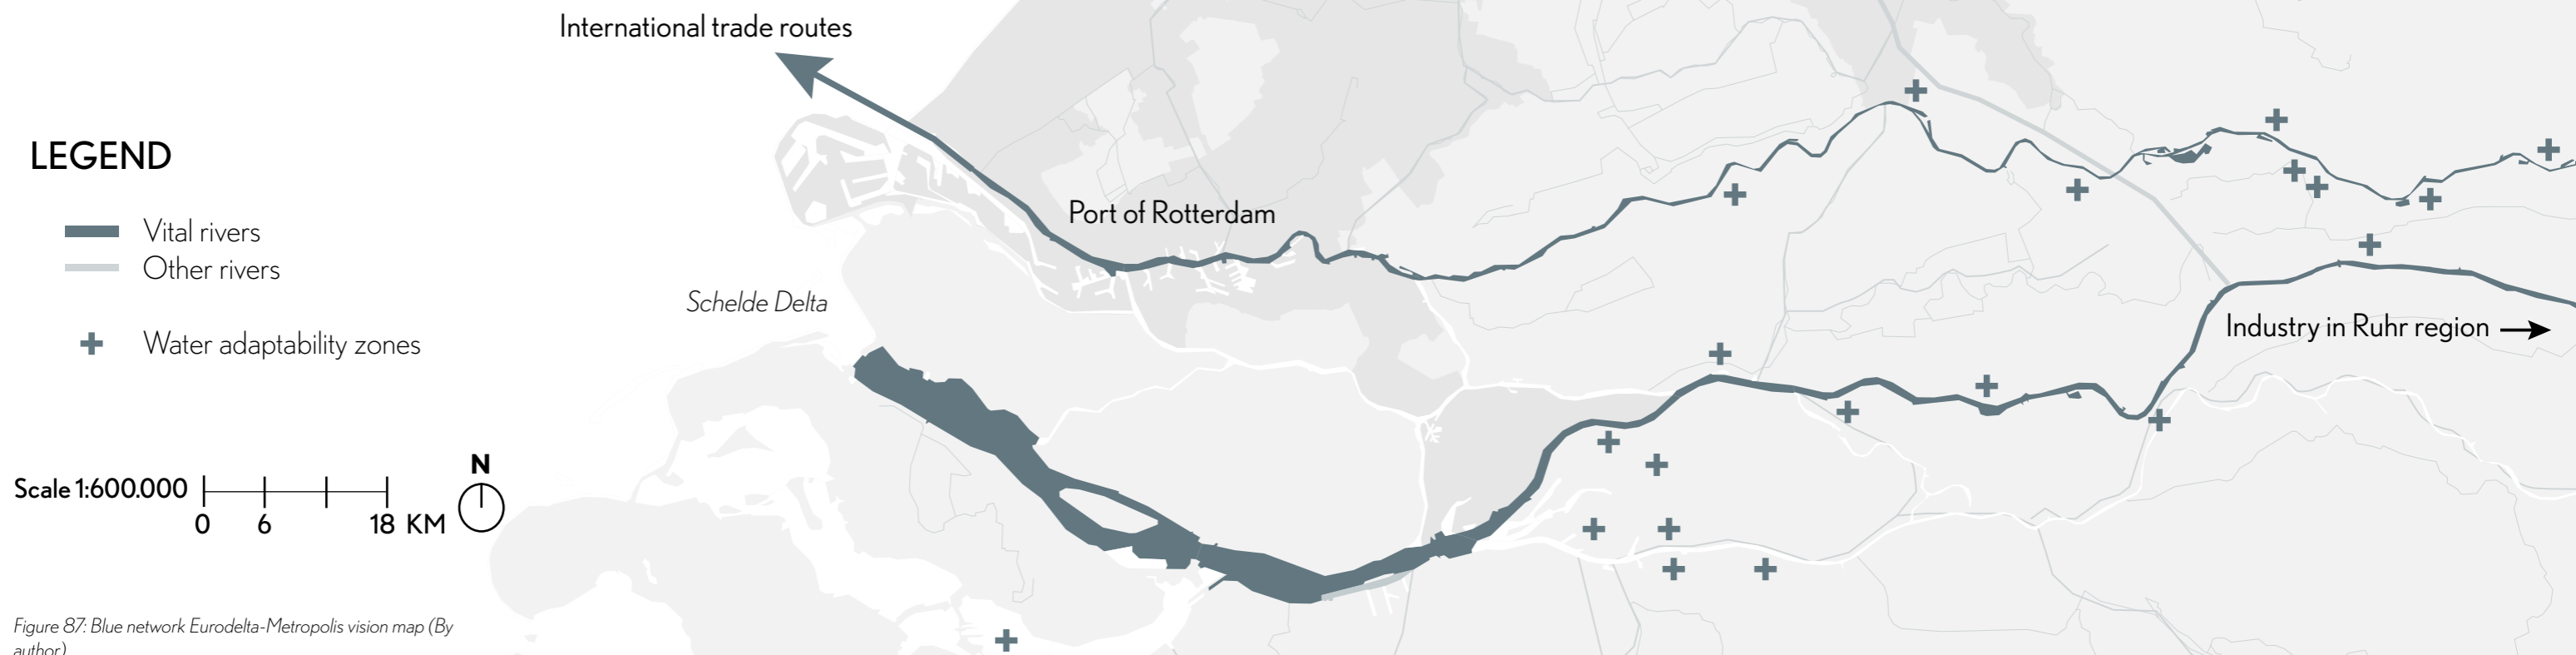 International trade routes
LEGEND
Vital rivers
Other rivers
Water adaptability zones
Port of Rotterdam
Schelde Delta
Industry in Ruhr region
Scale 1:600.000
0 6 18 KM
N
Figure 87: Blue network Eurodelta-Metropolis vision map (By
author)